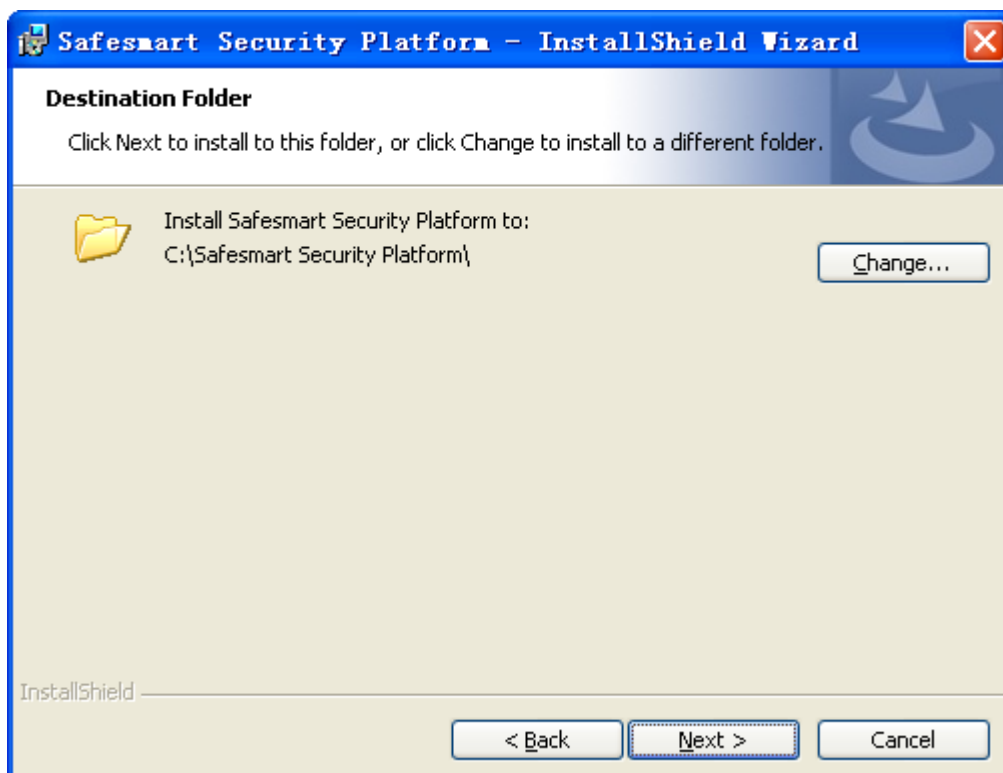 Safesmart Security Platform - InstallShield Wizard
Destination Folder
Click Next to install to this folder, or click Change to install to a different folder.
Install Safesmart Security Platform to:
C:\Safesmart Security Platform\
Change...
InstallShield
< Back
Next >
Cancel